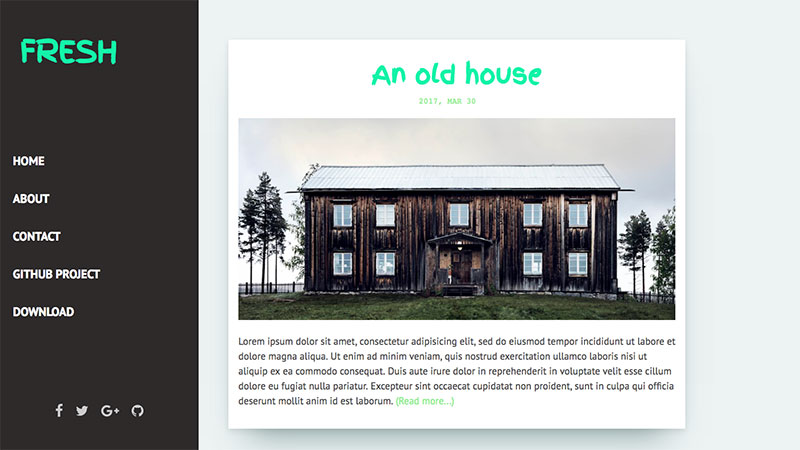 FRESH
HOME
ABOUT
CONTACT
GITHUB PROJECT
DOWNLOAD
An old house
2017, MAR 30
Lorem ipsum dolor sit amet, consectetur adipisicing elit, sed do eiusmod tempor incididunt ut labore et
dolore magna aliqua. Ut enim ad minim veniam, quis nostrud exercitation ullamco laboris nisi ut
aliquip ex ea commodo consequat. Duis aute irure dolor in reprehenderit in voluptate velit esse cillum
dolore eu fugiat nulla pariatur. Excepteur sint occaecat cupidatat non proident, sunt in culpa qui officia
deserunt mollit anim id est laborum. (Read more...)